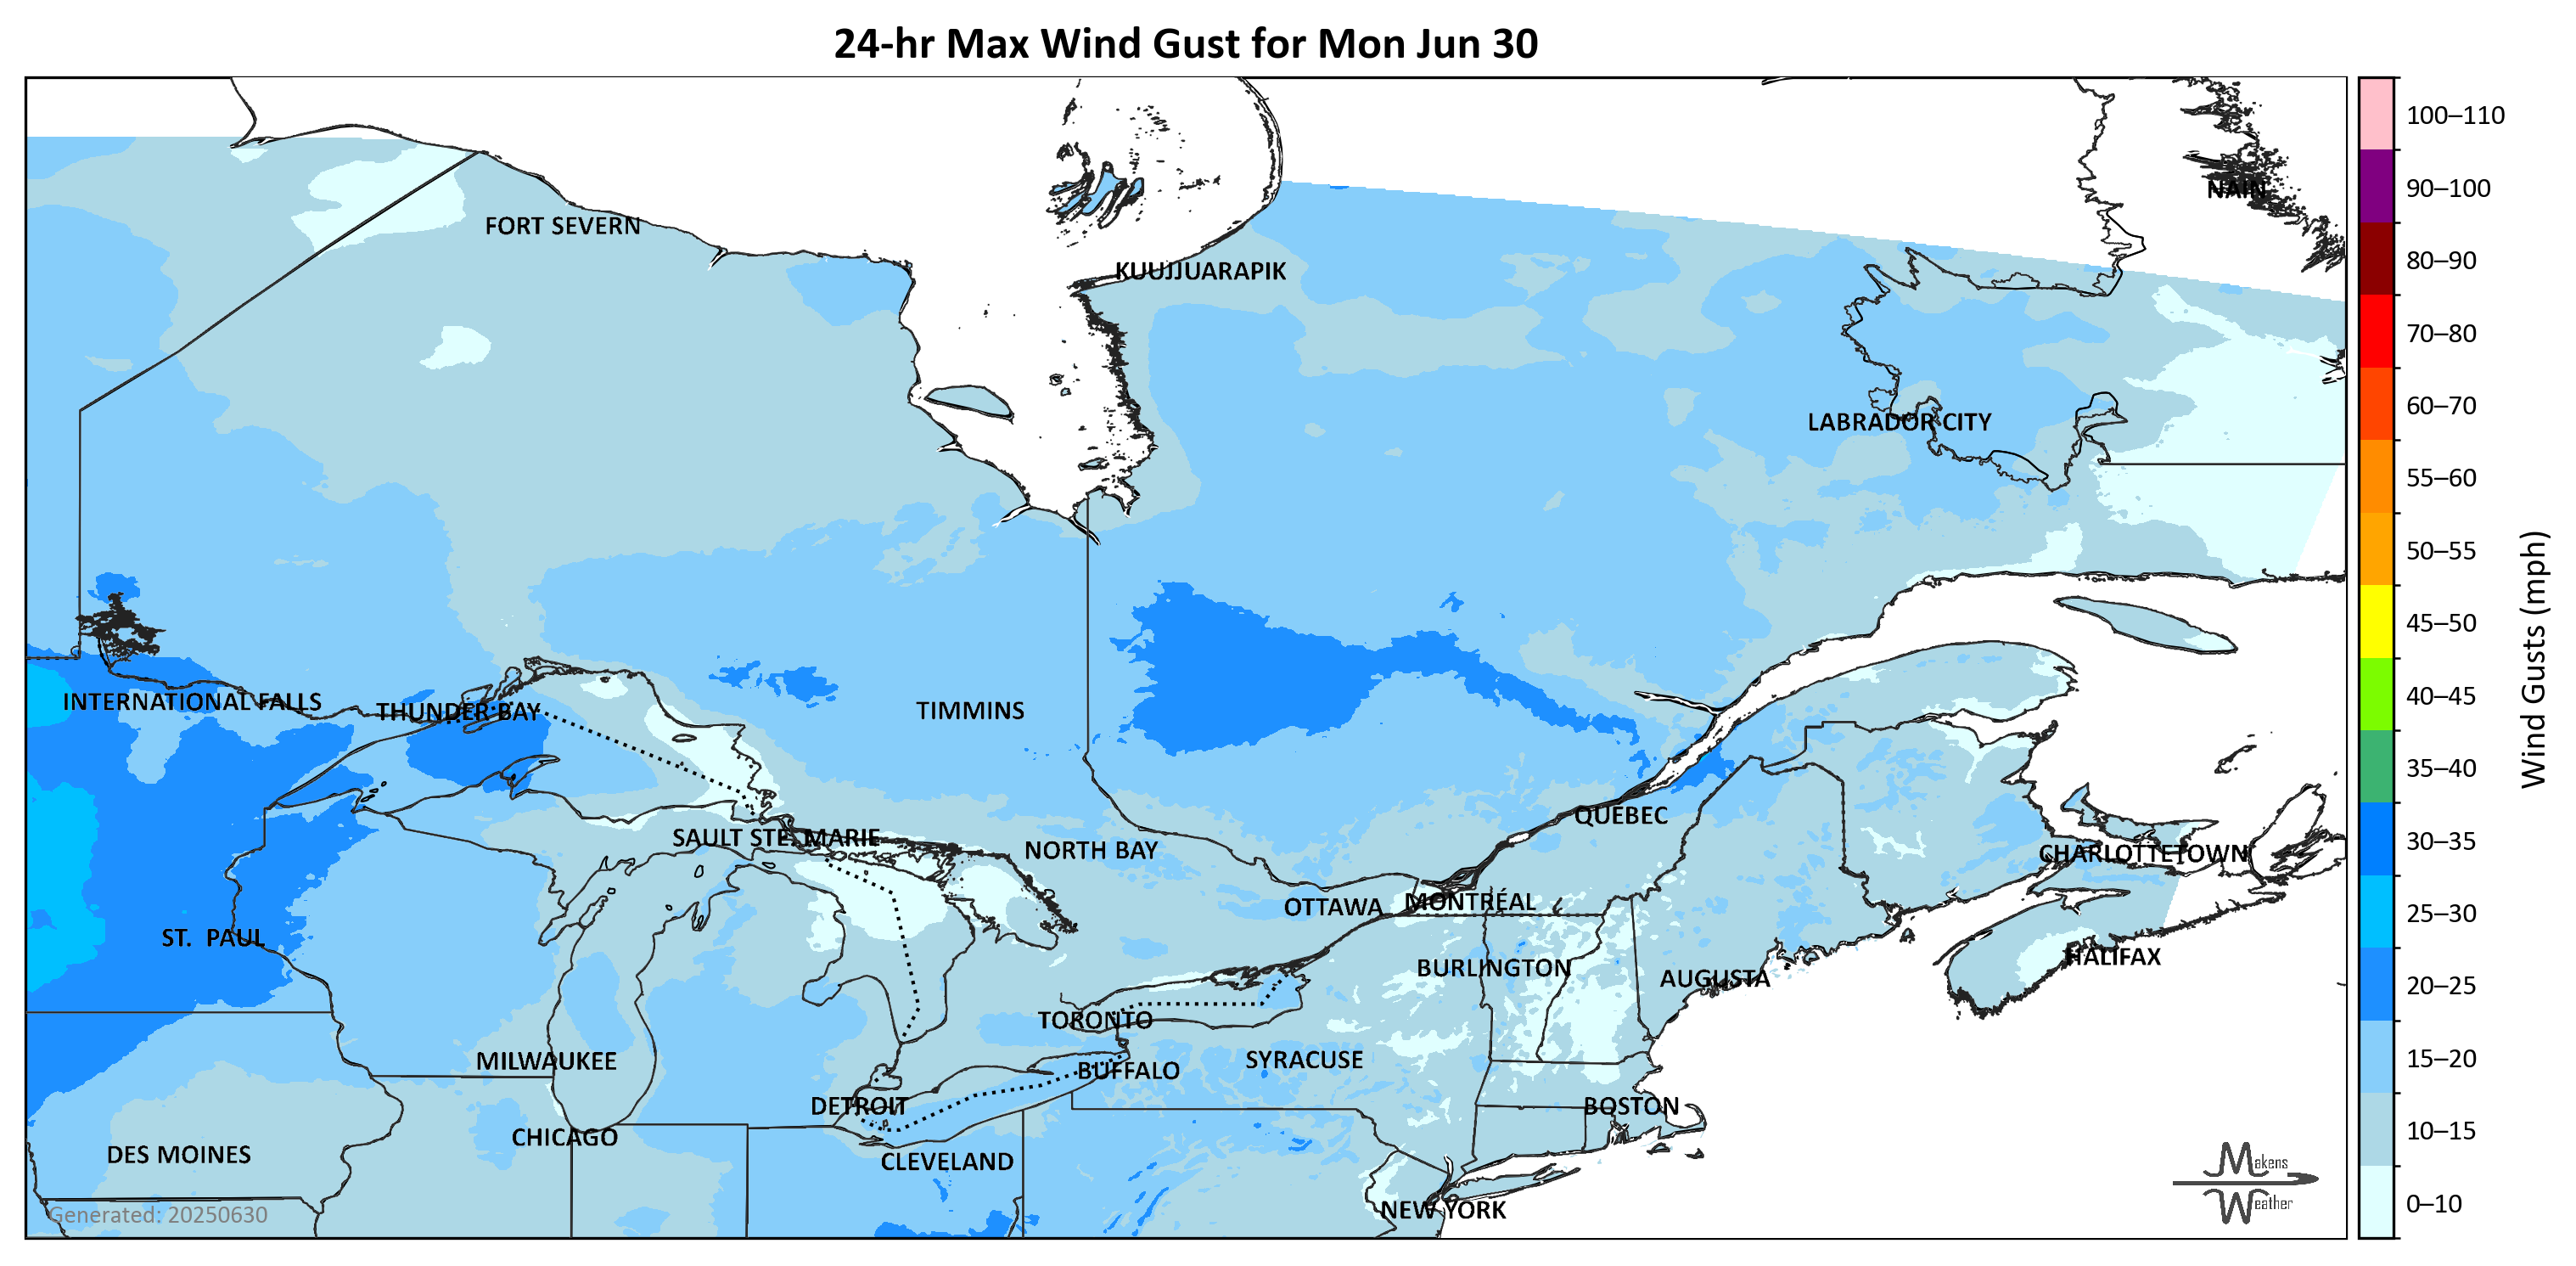 24-hr Max Wind Gust for Mon Jun 30
100–110
90–100
80–90
70–80
60–70
55–60
50–55
45–50
40–45
35–40
30–35
25–30
20–25
15–20
10–15
0–10
Wind Gusts (mph)
NAIN
FORT SEVERN
KUUJJUARAPIK
LABRADOR CITY
INTERNATIONAL FALLS
THUNDER BAY
TIMMINS
QUÉBEC
SAULT STE. MARIE
NORTH BAY
CHARLOTTETOWN
OTTAWA
MONTRÉAL
ST. PAUL
HALIFAX
BURLINGTON
AUGUSTA
TORONTO
MILWAUKEE
SYRACUSE
BUFFALO
DETROIT
BOSTON
CHICAGO
DES MOINES
CLEVELAND
NEW YORK
Makens
Weather
Generated: 20250630